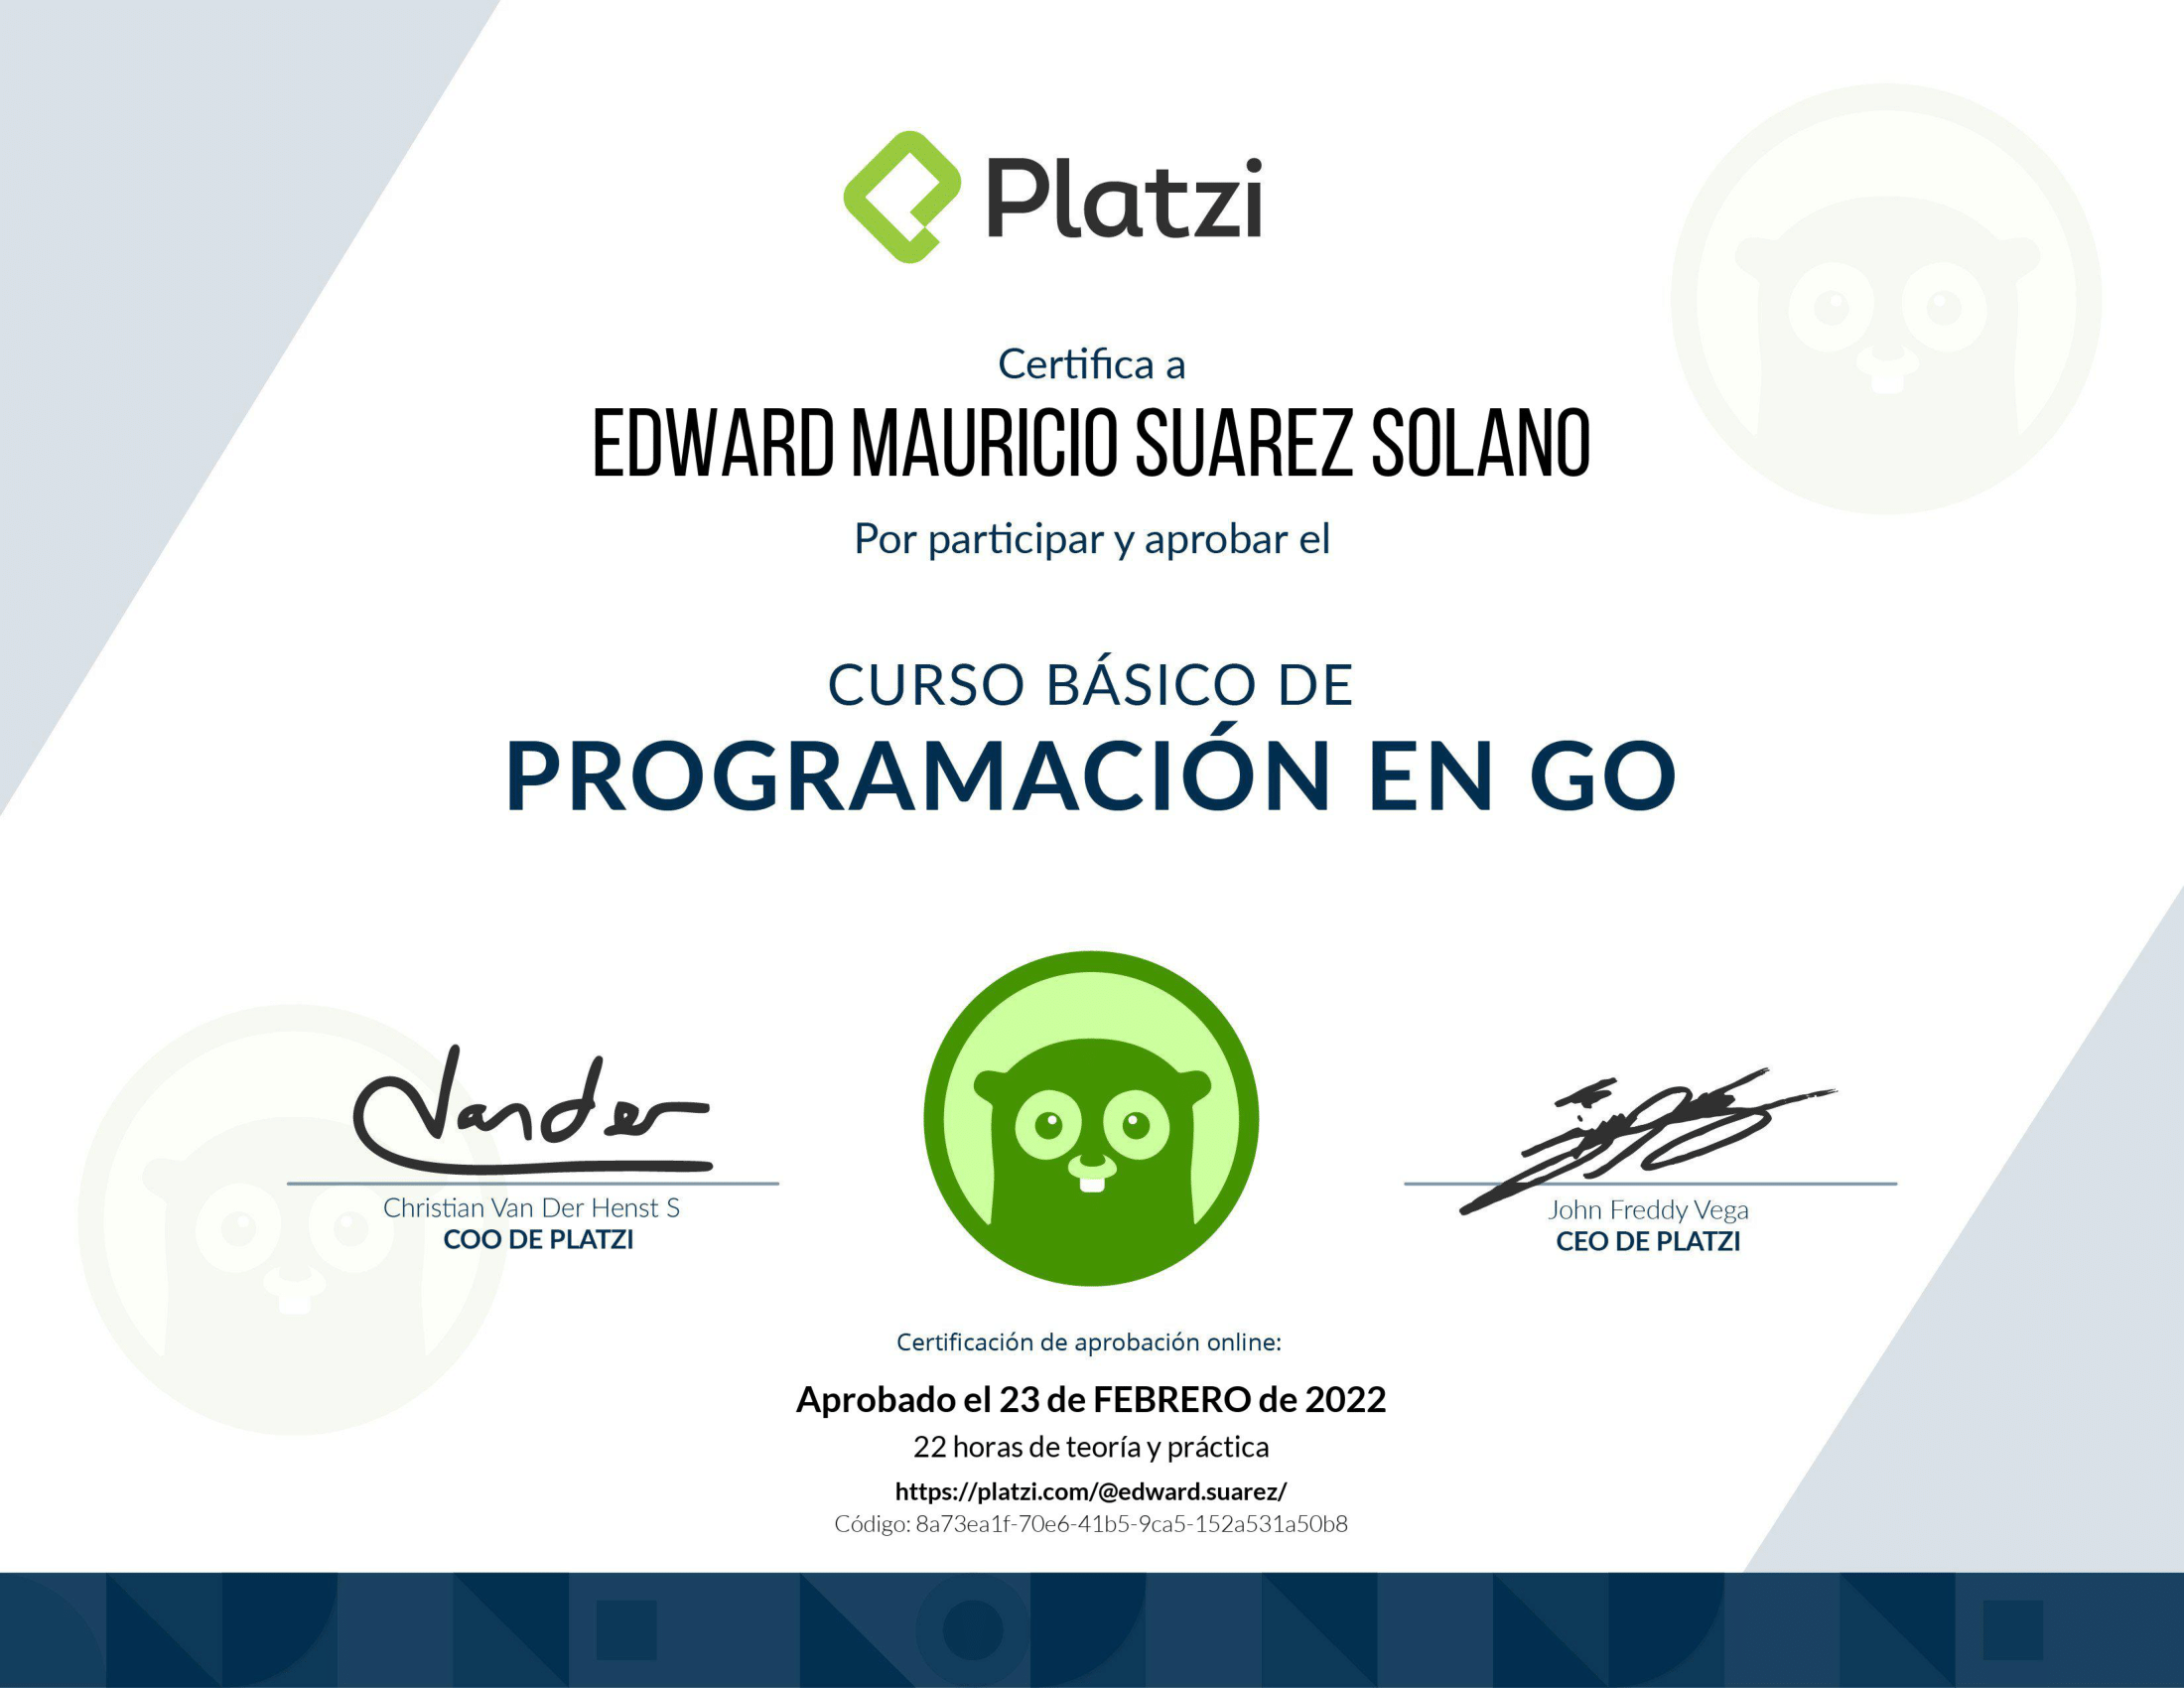 Platzi
Certifica a
EDWARD MAURICIO SUAREZ SOLANO
Por participar y aprobar el
CURSO BÁSICO DE
PROGRAMACIÓN EN GO
Vander
Christian Van Der Henst S
COO DE PLATZI
John Freddy Vega
CEO DE PLATZI
Certificación de aprobación online:
Aprobado el 23 de FEBRERO de 2022
22 horas de teoría y práctica
https://platzi.com/@edward.suarez/
Código: 8a73ea1f-70e6-41b5-9ca5-152a531a50b8